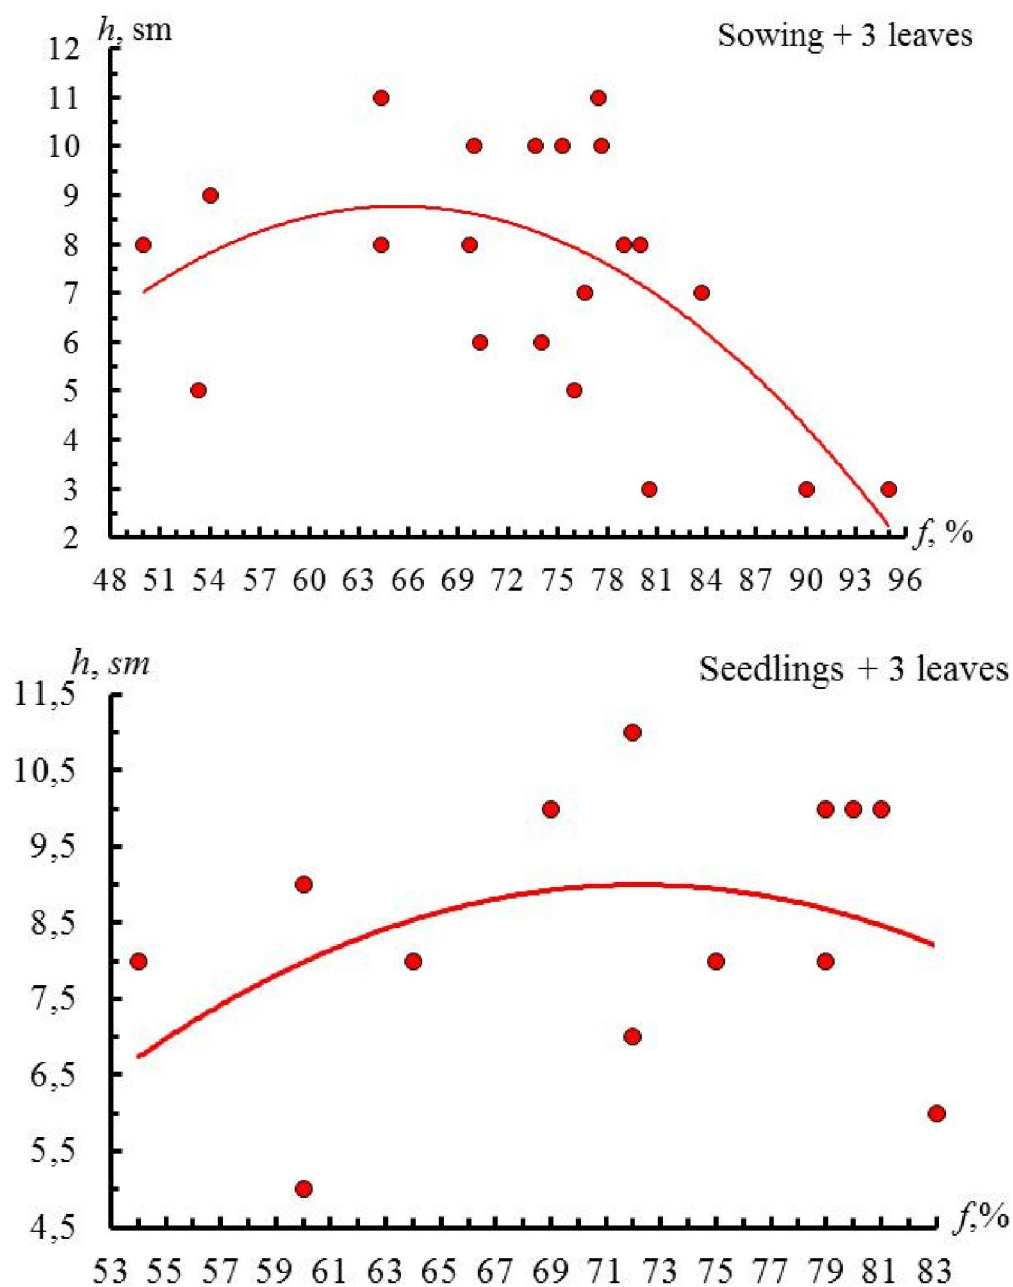 h, sm
Sowing + 3 leaves
12
11
10
9
8
7
6
5
4
3
2
f, %
48 51 54 57 60 63 66 69 72 75 78 81 84 87 90 93 96
h, sm
Seedlings + 3 leaves
11,5
10,5
9,5
8,5
7,5
6,5
5,5
4,5
f,%
53 55 57 59 61 63 65 67 69 71 73 75 77 79 81 83